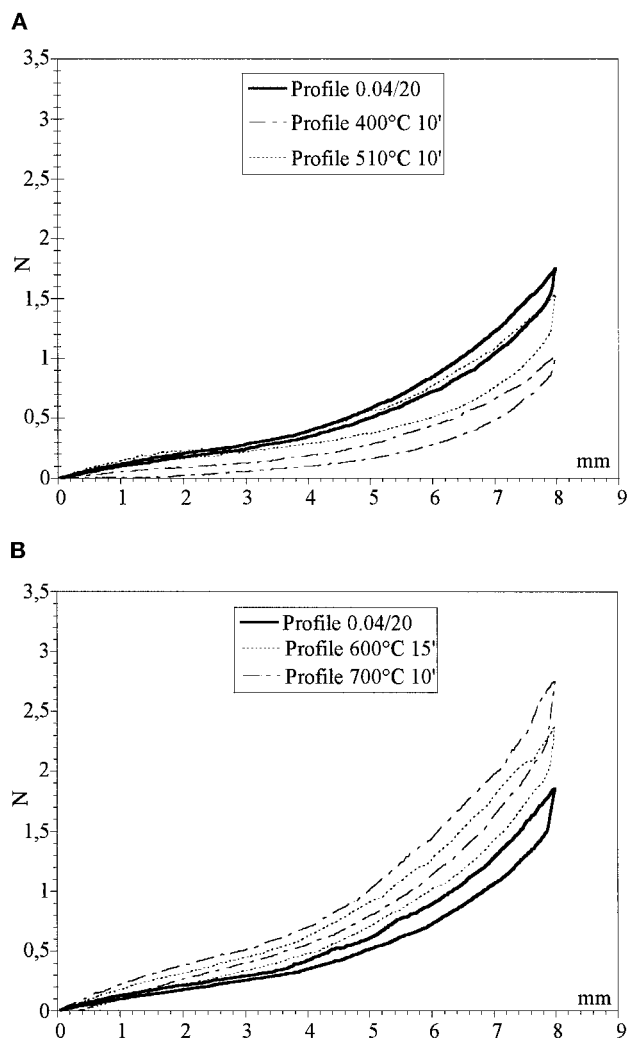 A
3,5
3
2,5
2
1,5
1
0,5
0
N
Profile 0.04/20
Profile 400°C 10'
Profile 510°C 10'
mm
0 1 2 3 4 5 6 7 8 9
B
3,5
3
2,5
2
1,5
1
0,5
0
N
Profile 0.04/20
Profile 600°C 15'
Profile 700°C 10'
mm
0 1 2 3 4 5 6 7 8 9